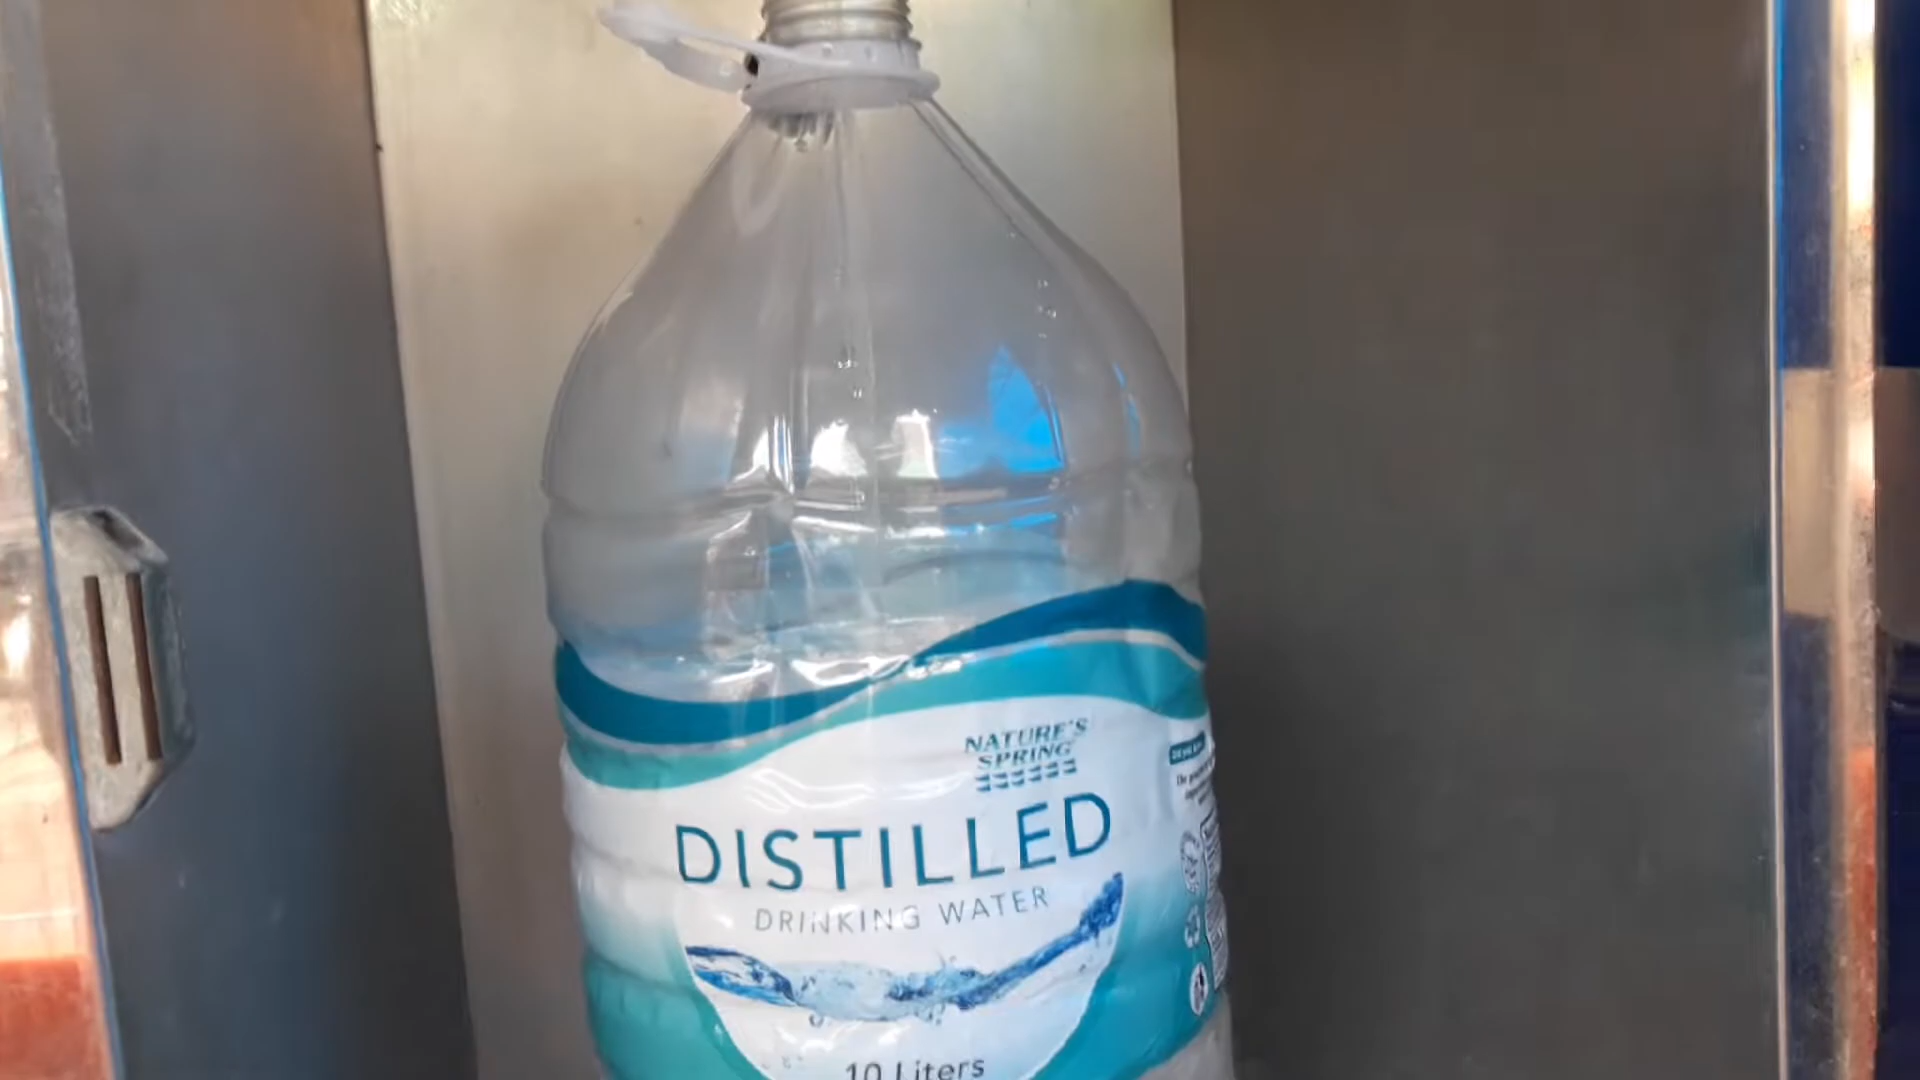 NATURE'S
SPRING
DISTILLED
DRINKING WATER
10 Liters